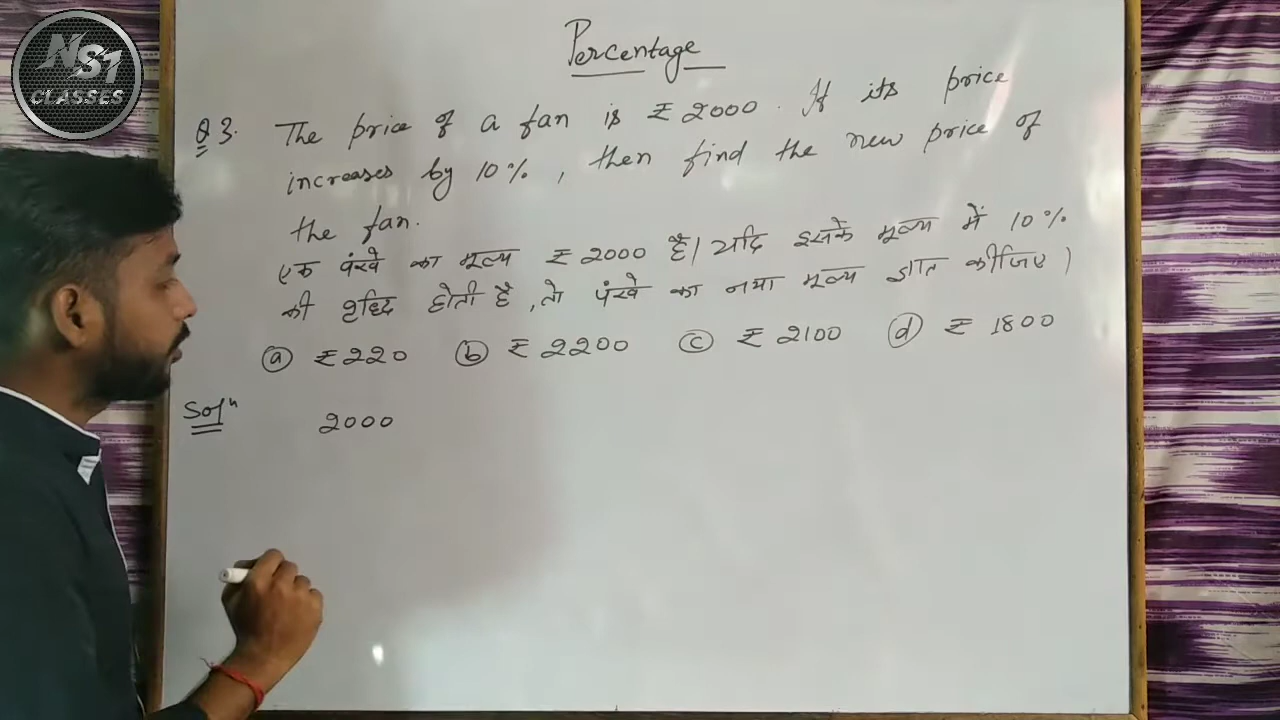 NS1
CLASSES
Percentage
Q3. The price of a fan is ₹ 2000. If its price
increases by 10%, then find the new price of
the fan.
एक पंखे का मूल्य ₹ 2000 है। यदि इसके मूल्य में 10%
की वृद्धि होती है, तो पंखे का नया मूल्य ज्ञात कीजिए।
(a) ₹220 (b) ₹ 2200 (c) ₹ 2100 (d) ₹ 1800
Solⁿ 2000